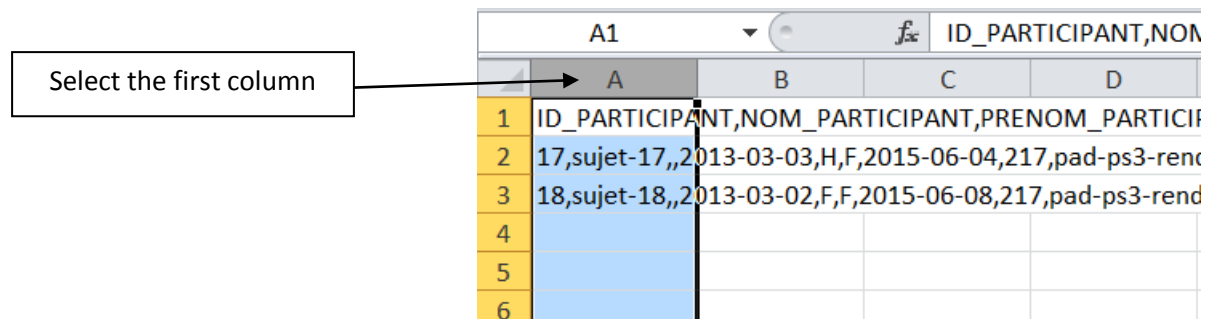 A1 fx ID_PARTICIPANT,NOM
Select the first column
A B C D
1 ID_PARTICIPANT,NOM_PARTICIPANT,PRENOM_PARTICIP
2 17,sujet-17,,2013-03-03,H,F,2015-06-04,217,pad-ps3-rend
3 18,sujet-18,,2013-03-02,F,F,2015-06-08,217,pad-ps3-rend
4
5
6